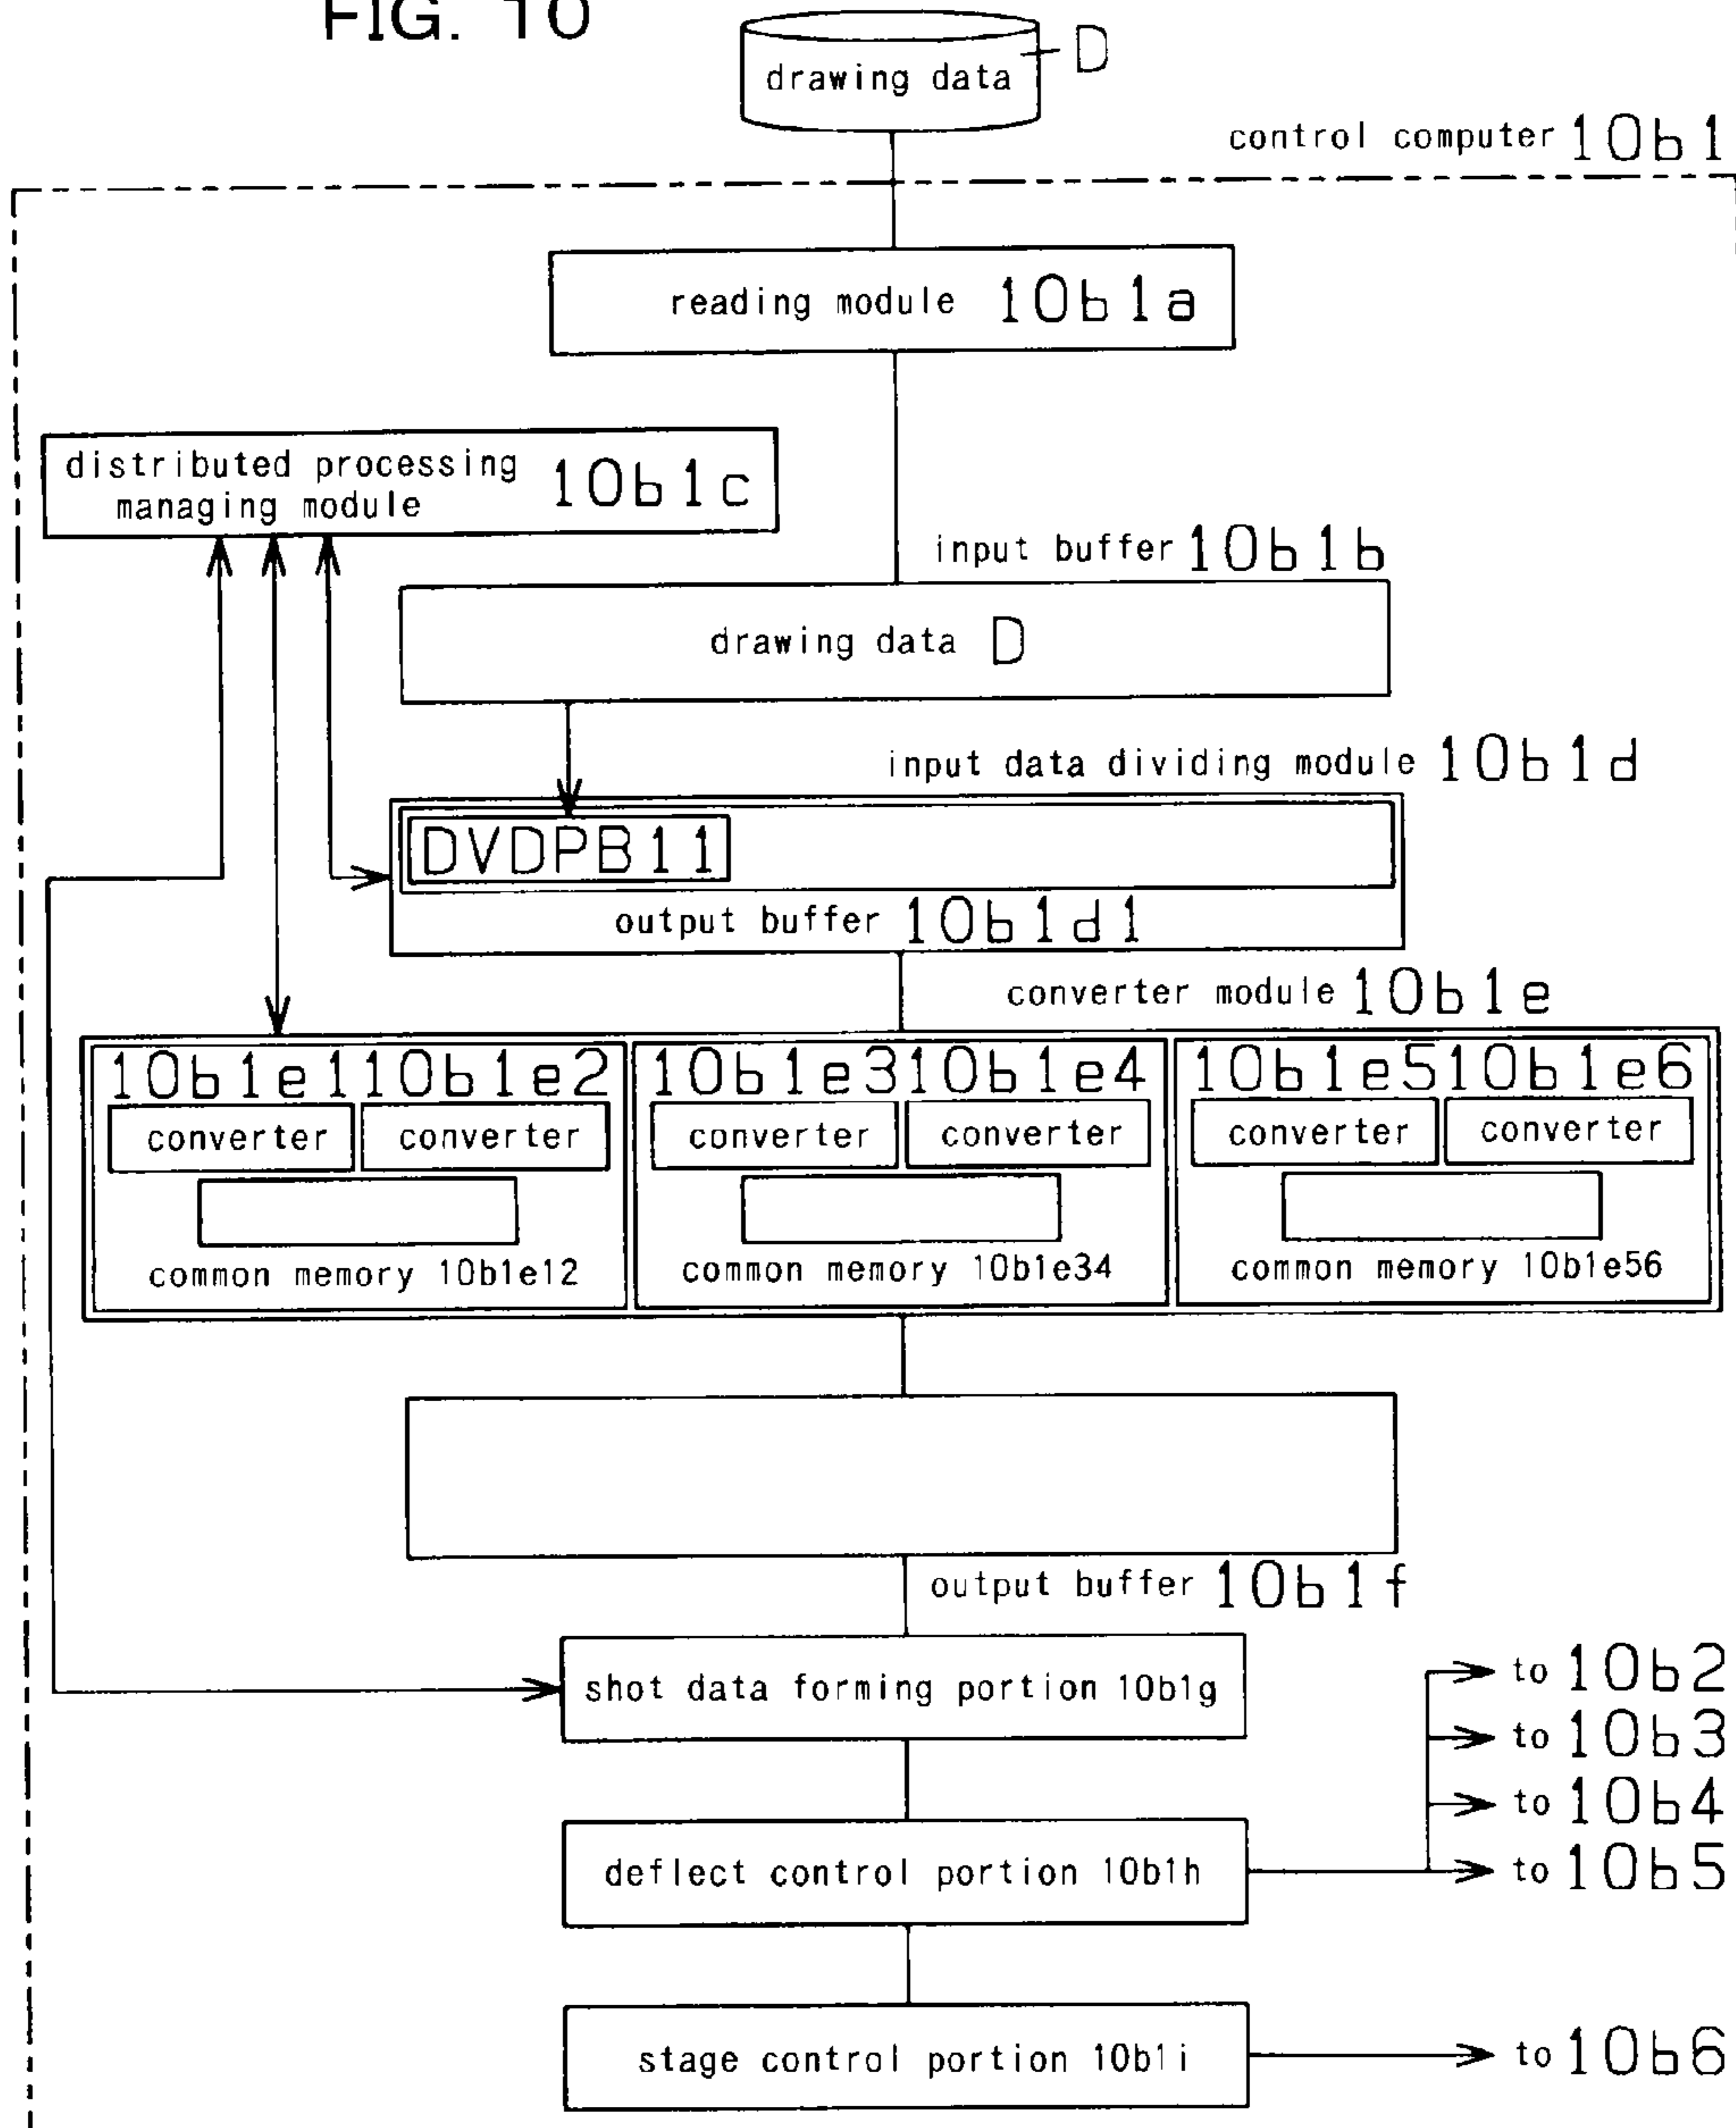 FIG. 10
drawing data
D
control computer 10b1
reading module 10b1a
distributed processing
managing module
10b1c
input buffer 10b1b
drawing data D
input data dividing module 10b1d
DVDPB11
output buffer 10b1d1
converter module 10b1e
10b1e1 10b1e2 10b1e3 10b1e4 10b1e5 10b1e6
converter converter converter converter converter converter
common memory 10b1e12 common memory 10b1e34 common memory 10b1e56
output buffer 10b1f
shot data forming portion 10b1g
to 10b2
to 10b3
to 10b4
deflect control portion 10b1h
to 10b5
stage control portion 10b1i
to 10b6